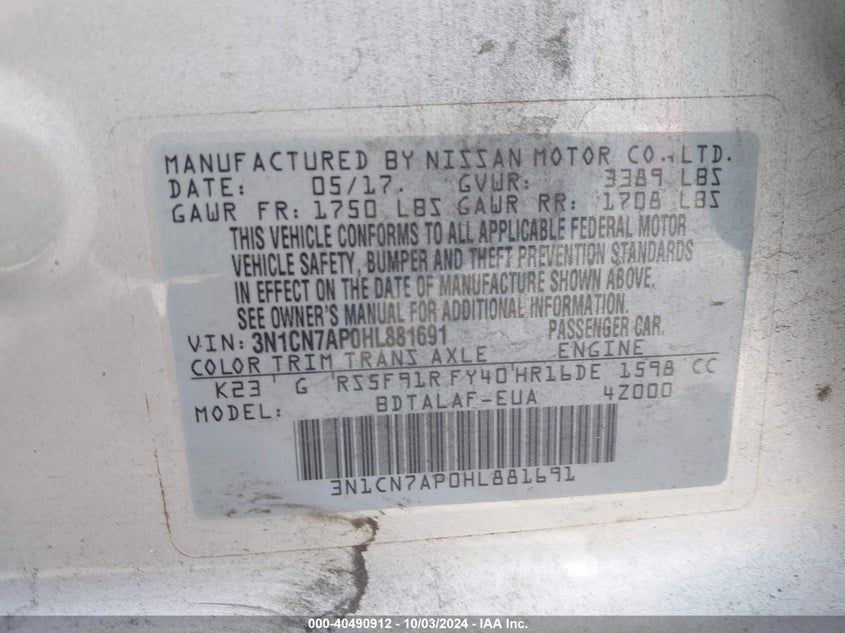 MANUFACTURED BY NISSAN MOTOR CO., LTD.
DATE: 05/17. GVWR: 3389 LBS
GAWR FR: 1750 LBS GAWR RR: 1708 LBS
THIS VEHICLE CONFORMS TO ALL APPLICABLE FEDERAL MOTOR
VEHICLE SAFETY, BUMPER AND THEFT PREVENTION STANDARDS
IN EFFECT ON THE DATE OF MANUFACTURE SHOWN ABOVE.
SEE OWNER'S MANUAL FOR ADDITIONAL INFORMATION.
VIN: 3N1CN7AP0HL881691 PASSENGER CAR.
COLOR TRIM TRANS AXLE ENGINE
K23 G RS5F91R FY40 HR16DE 1598 CC
MODEL: BDTALAF-EUA 4Z000
3N1CN7AP0HL881691
000-40490912 - 10/03/2024 - IAA Inc.